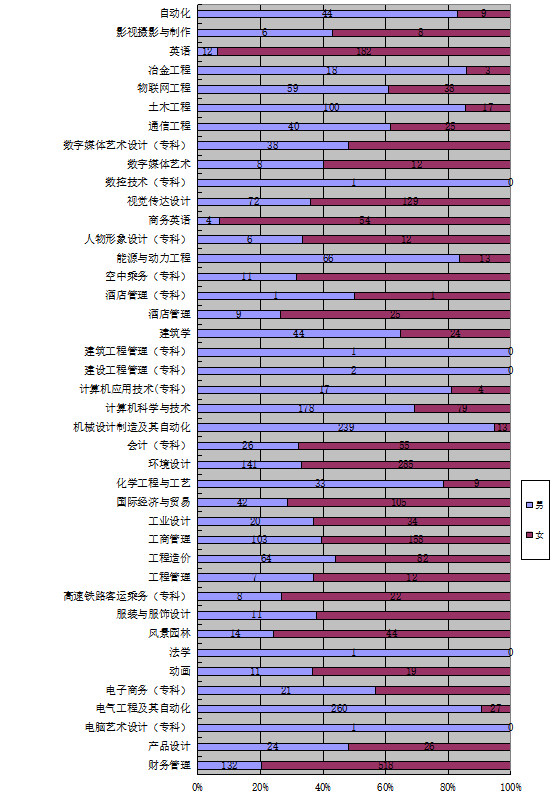 自动化 44 9
影视摄影与制作 6 8
英语 12 182
冶金工程 18 3
物联网工程 59 38
土木工程 100 17
通信工程 40 25
数字媒体艺术设计（专科） 38
数字媒体艺术 8 12
数控技术（专科） 1 0
视觉传达设计 72 129
商务英语 4 54
人物形象设计（专科） 6 12
能源与动力工程 66 13
空中乘务（专科） 11
酒店管理（专科） 1 1
酒店管理 9 25
建筑学 44 24
建筑工程管理（专科） 1 0
建设工程管理（专科） 2 0
计算机应用技术(专科） 17 4
计算机科学与技术 178 79
机械设计制造及其自动化 239 13
会计（专科） 26 55
环境设计 141 285
化学工程与工艺 33 9
国际经济与贸易 42 105
工业设计 20 34
工商管理 103 158
工程造价 64 82
工程管理 7 12
高速铁路客运乘务（专科） 8 22
服装与服饰设计 11
风景园林 14 44
法学 1 0
动画 11 19
电子商务（专科） 21
电气工程及其自动化 260 27
电脑艺术设计（专科） 1 0
产品设计 24 26
财务管理 132 518
0% 20% 40% 60% 80% 100%
男
女